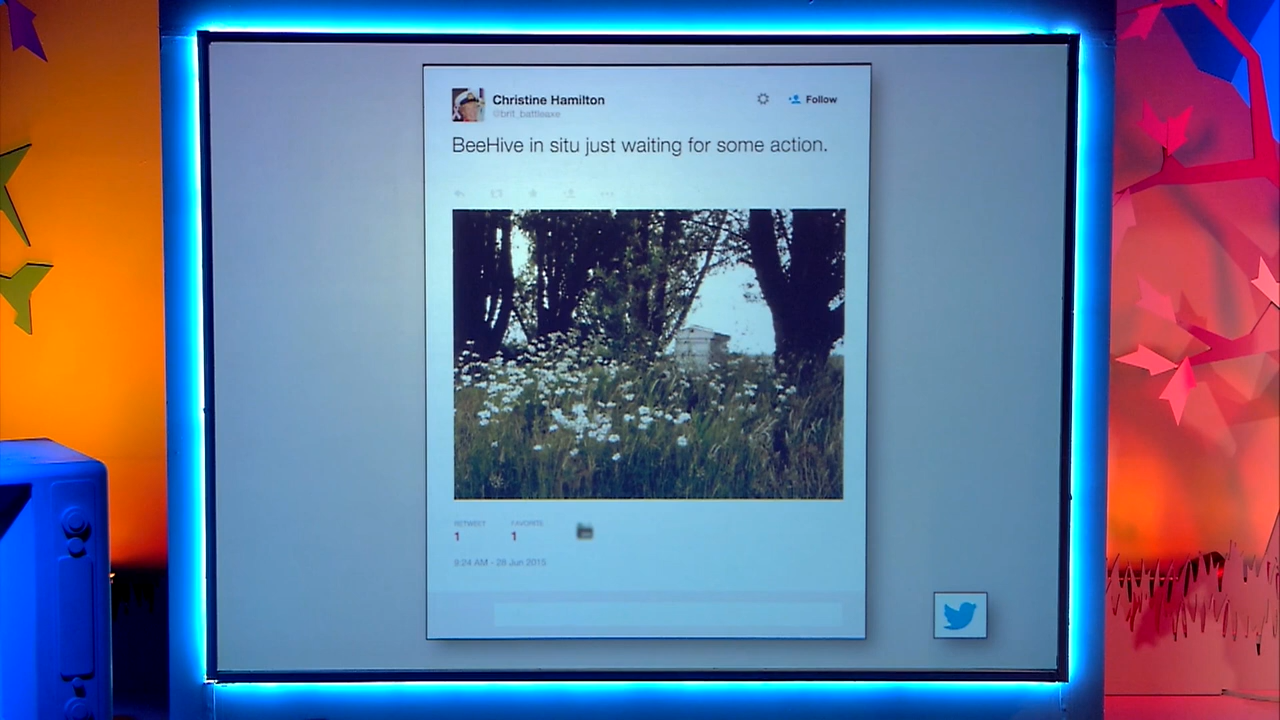 Christine Hamilton
Follow
@brit_battleaxe
BeeHive in situ just waiting for some action.
RETWEET
FAVORITE
1
1
9:24 AM - 28 Jun 2015